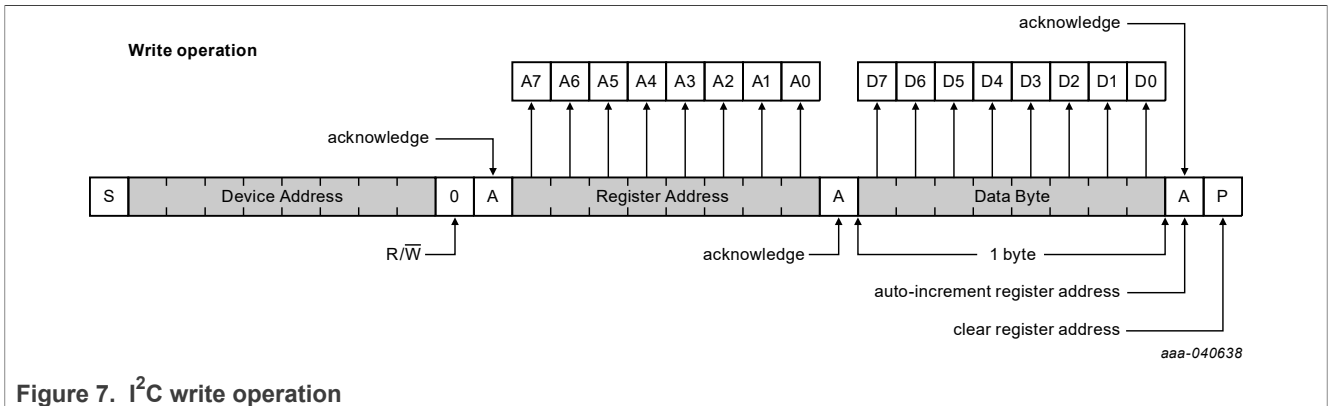 acknowledge
Write operation
A7 A6 A5 A4 A3 A2 A1 A0 D7 D6 D5 D4 D3 D2 D1 D0
acknowledge
S Device Address 0 A Register Address A Data Byte A P
R/W̅ acknowledge 1 byte
auto-increment register address
clear register address
aaa-040638
Figure 7. I²C write operation